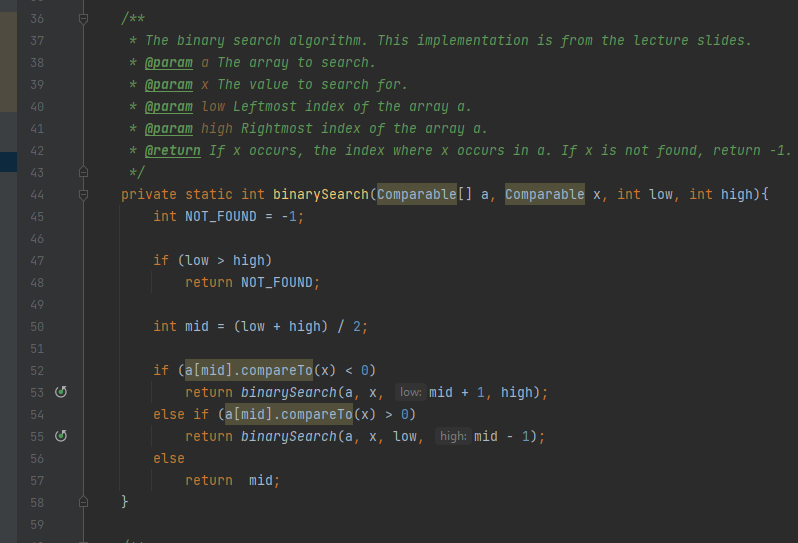 36 /**
37 * The binary search algorithm. This implementation is from the lecture slides.
38 * @param a The array to search.
39 * @param x The value to search for.
40 * @param low Leftmost index of the array a.
41 * @param high Rightmost index of the array a.
42 * @return If x occurs, the index where x occurs in a. If x is not found, return -1.
43 */
44 private static int binarySearch(Comparable[] a, Comparable x, int low, int high){
45 int NOT_FOUND = -1;
46
47 if (low > high)
48 return NOT_FOUND;
49
50 int mid = (low + high) / 2;
51
52 if (a[mid].compareTo(x) < 0)
53 return binarySearch(a, x, low: mid + 1, high);
54 else if (a[mid].compareTo(x) > 0)
55 return binarySearch(a, x, low, high: mid - 1);
56 else
57 return  mid;
58 }
59